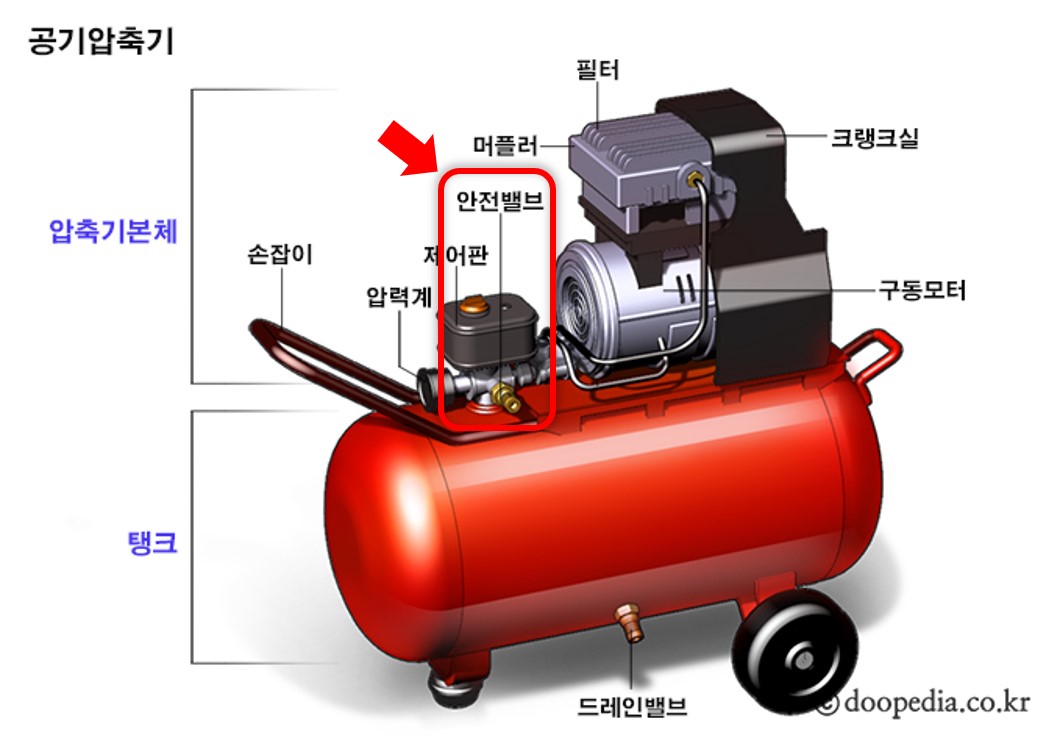 공기압축기
필터
머플러
크랭크실
안전밸브
압축기본체
손잡이
제어판
압력계
구동모터
탱크
드레인밸브
©doopedia.co.kr